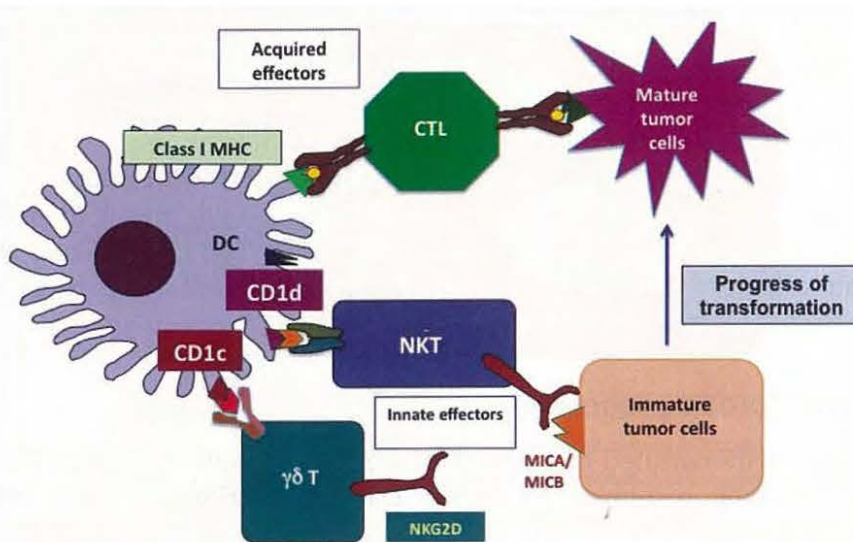 Acquired
effectors
CTL
Mature
tumor
cells
Class I MHC
DC
CD1d
Progress of
transformation
CD1c
NKT
Innate effectors
Immature
tumor cells
MICA/
MICB
γδ T
NKG2D